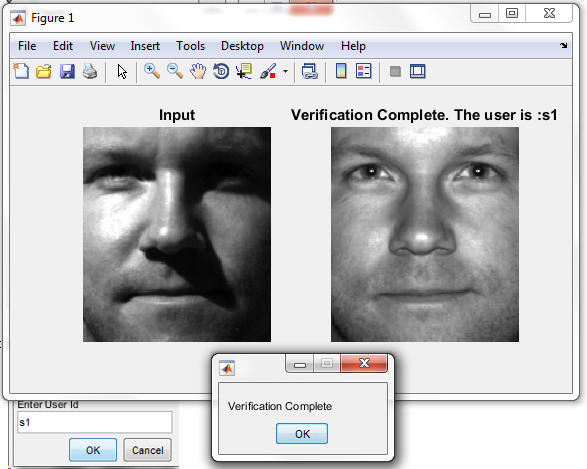 Figure 1
File Edit View Insert Tools Desktop Window Help
Input
Verification Complete. The user is :s1
Verification Complete
OK
Enter User Id
s1
OK Cancel